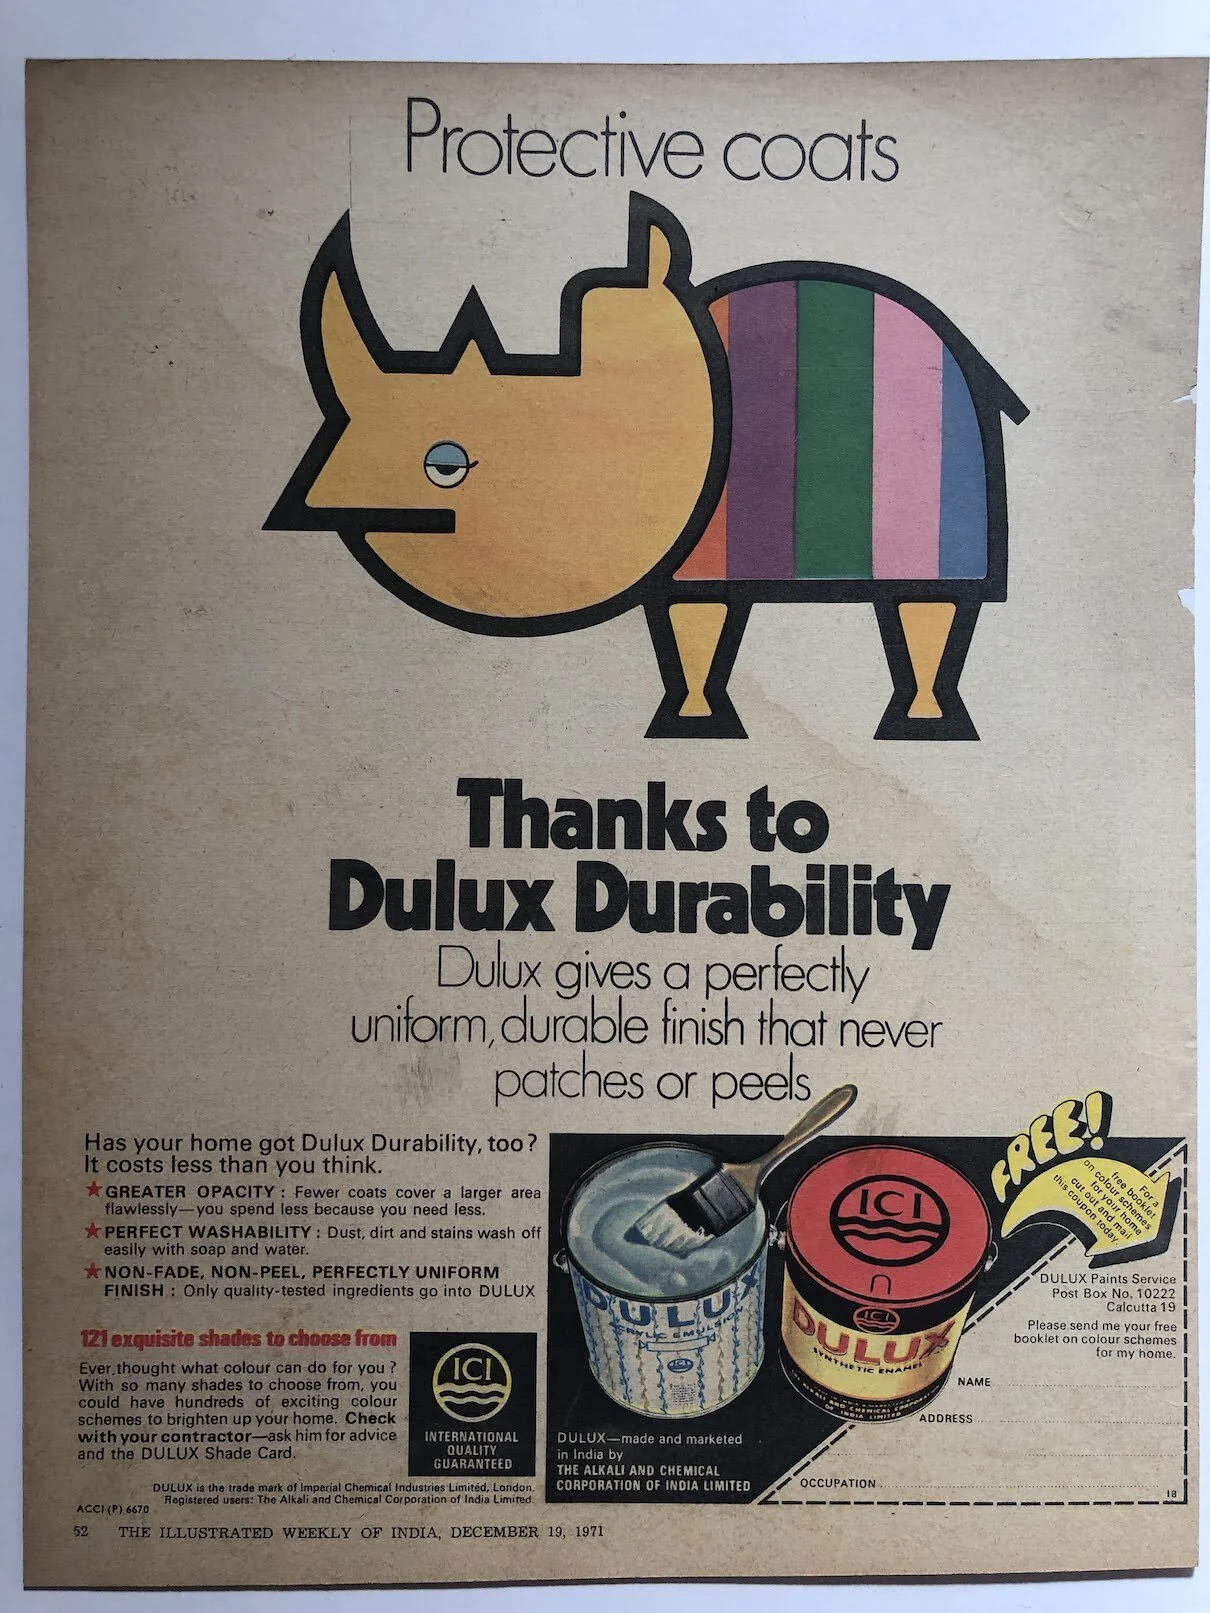 Protective coats
Thanks to
Dulux Durability
Dulux gives a perfectly
uniform, durable finish that never
patches or peels
Has your home got Dulux Durability, too?
It costs less than you think.
★ GREATER OPACITY : Fewer coats cover a larger area
flawlessly—you spend less because you need less.
★ PERFECT WASHABILITY : Dust, dirt and stains wash off
easily with soap and water.
★ NON-FADE, NON-PEEL, PERFECTLY UNIFORM
FINISH : Only quality-tested ingredients go into DULUX
121 exquisite shades to choose from
Ever thought what colour can do for you ?
With so many shades to choose from, you
could have hundreds of exciting colour
schemes to brighten up your home. Check
with your contractor—ask him for advice
and the DULUX Shade Card.
ICI
INTERNATIONAL
QUALITY
GUARANTEED
DULUX is the trade mark of Imperial Chemical Industries Limited, London.
Registered users: The Alkali and Chemical Corporation of India Limited.
ACCI (P) 6670
DULUX
ACRYLIC EMULSION
ICI
ICI
ICI
DULUX
SYNTHETIC ENAMEL
THE ALKALI AND CHEMICAL CORPORATION
OF INDIA LIMITED
DULUX—made and marketed
in India by
THE ALKALI AND CHEMICAL
CORPORATION OF INDIA LIMITED
FREE!
For a
free booklet
on colour schemes
for your home
cut out and mail
this coupon today.
DULUX Paints Service
Post Box No. 10222
Calcutta 19
Please send me your free
booklet on colour schemes
for my home.
NAME
ADDRESS
OCCUPATION
18
52 THE ILLUSTRATED WEEKLY OF INDIA, DECEMBER 19, 1971